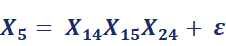 X₅ = X₁₄X₁₅X₂₄ + ε